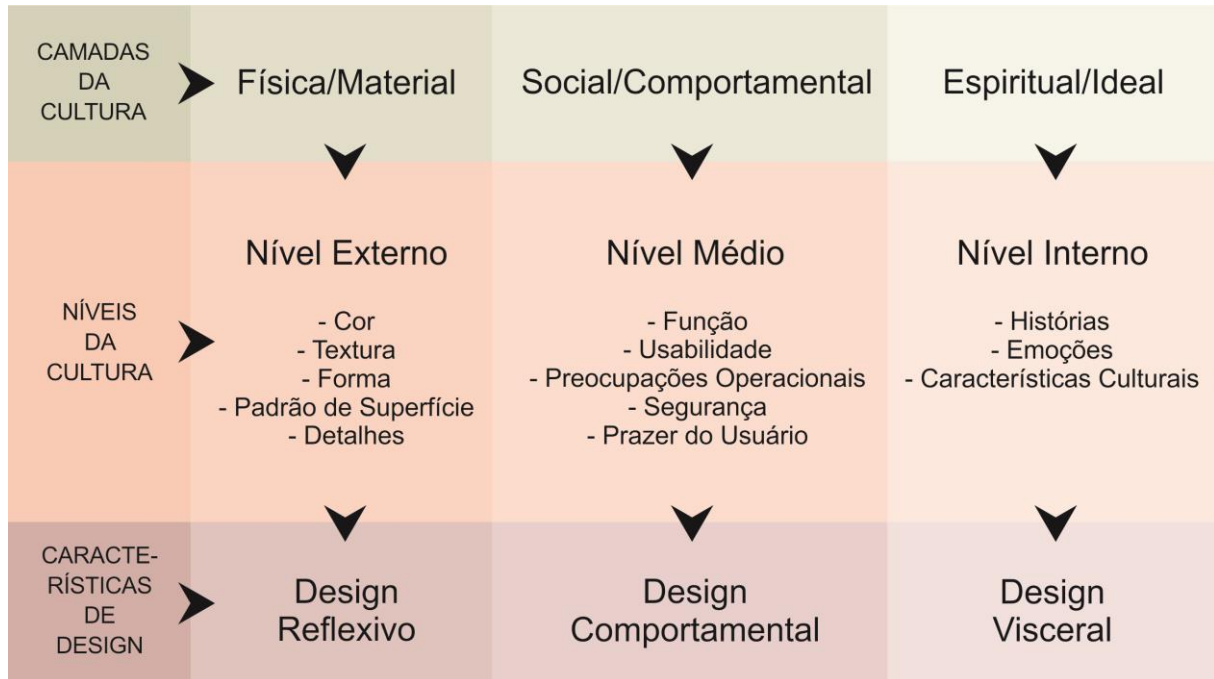 CAMADAS
DA
CULTURA
Física/Material
Social/Comportamental
Espiritual/Ideal
NÍVEIS
DA
CULTURA
Nível Externo
- Cor
- Textura
- Forma
- Padrão de Superfície
- Detalhes
Nível Médio
- Função
- Usabilidade
- Preocupações Operacionais
- Segurança
- Prazer do Usuário
Nível Interno
- Histórias
- Emoções
- Características Culturais
CARACTE-
RÍSTICAS
DE
DESIGN
Design
Reflexivo
Design
Comportamental
Design
Visceral